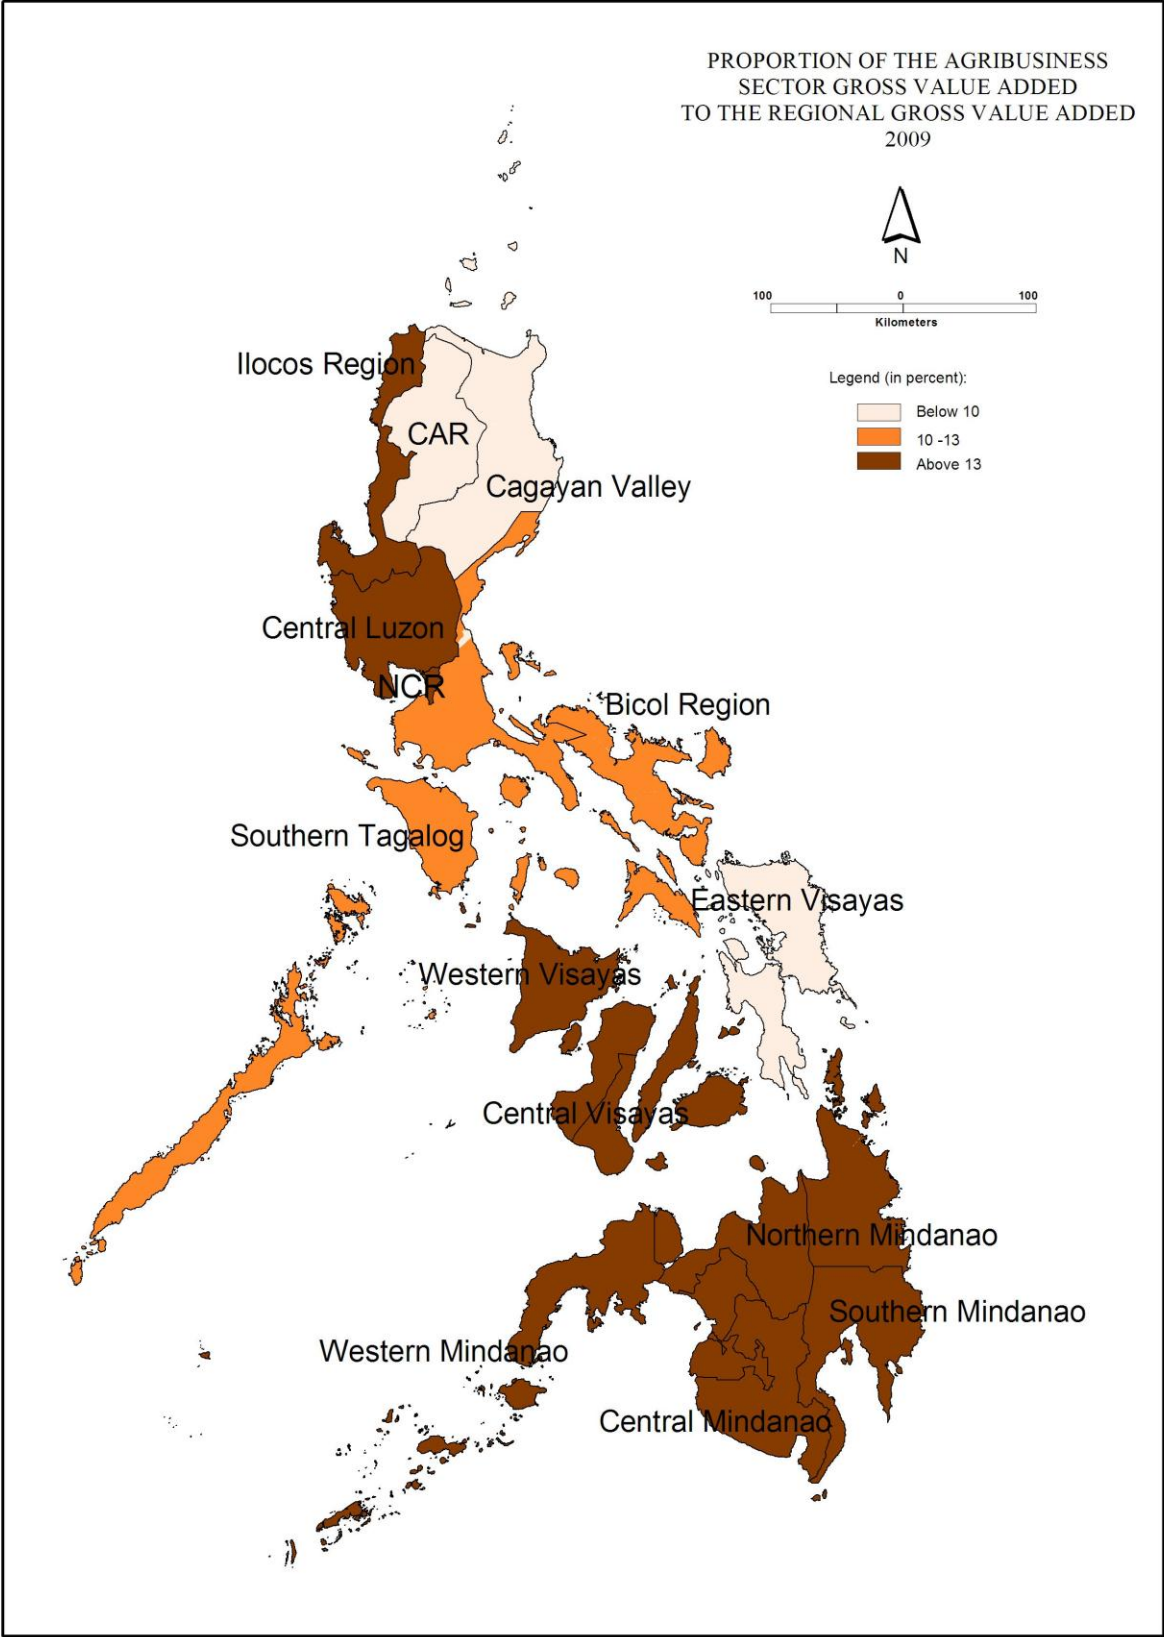 PROPORTION OF THE AGRIBUSINESS
SECTOR GROSS VALUE ADDED
TO THE REGIONAL GROSS VALUE ADDED
2009
N
100 0 100
Kilometers
Legend (in percent):
Below 10
10 -13
Above 13
Ilocos Region
CAR
Cagayan Valley
Central Luzon
NCR
Bicol Region
Southern Tagalog
Eastern Visayas
Western Visayas
Central Visayas
Northern Mindanao
Southern Mindanao
Western Mindanao
Central Mindanao